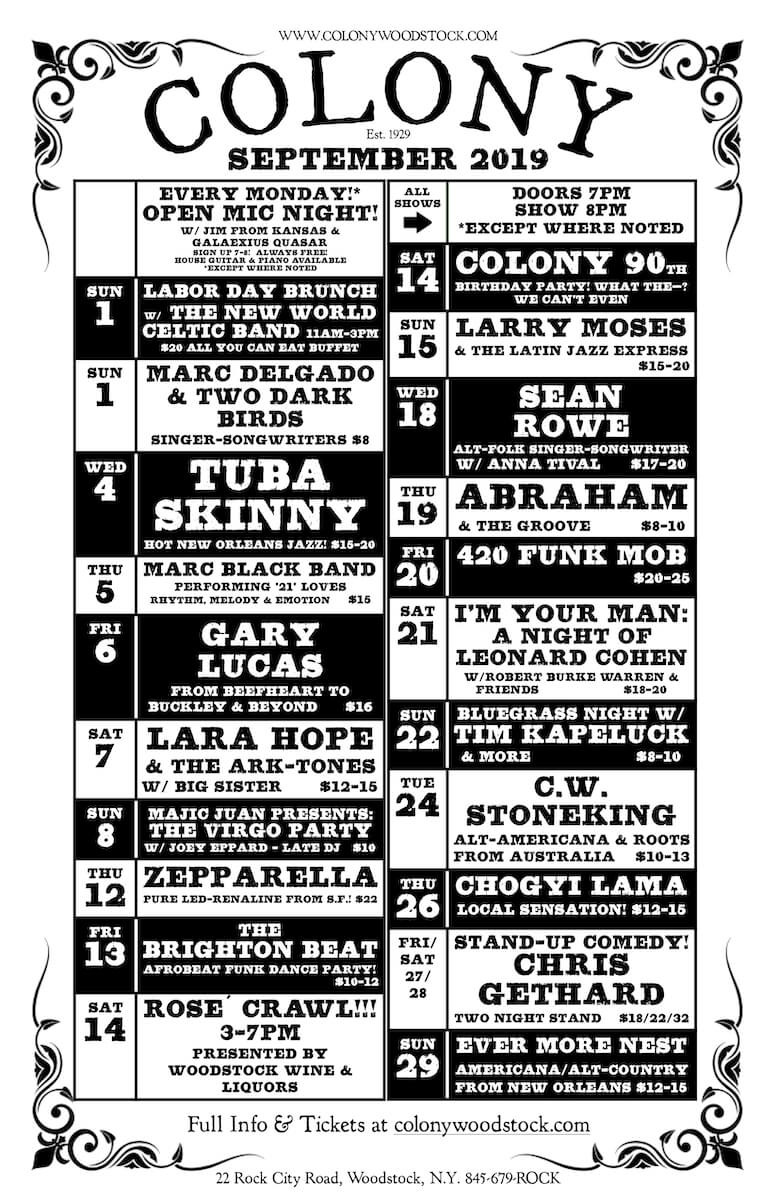 WWW.COLONYWOODSTOCK.COM
COLONY
Est. 1929
SEPTEMBER 2019
EVERY MONDAY!*
OPEN MIC NIGHT!
W/ JIM FROM KANSAS &
GALAEXIUS QUASAR
SIGN UP 7-8! ALWAYS FREE!
HOUSE GUITAR & PIANO AVAILABLE
*EXCEPT WHERE NOTED
SUN
1
LABOR DAY BRUNCH
W/ THE NEW WORLD
CELTIC BAND 11AM-3PM
$20 ALL YOU CAN EAT BUFFET
SUN
1
MARC DELGADO
& TWO DARK
BIRDS
SINGER-SONGWRITERS $8
WED
4
TUBA
SKINNY
HOT NEW ORLEANS JAZZ! $15-20
THU
5
MARC BLACK BAND
PERFORMING '21' LOVES
RHYTHM, MELODY & EMOTION $15
FRI
6
GARY
LUCAS
FROM BEEFHEART TO
BUCKLEY & BEYOND $16
SAT
7
LARA HOPE
& THE ARK-TONES
W/ BIG SISTER $12-15
SUN
8
MAJIC JUAN PRESENTS:
THE VIRGO PARTY
W/ JOEY EPPARD - LATE DJ $10
THU
12
ZEPPARELLA
PURE LED-RENALINE FROM S.F.! $22
FRI
13
THE
BRIGHTON BEAT
AFROBEAT FUNK DANCE PARTY!
$10-12
SAT
14
ROSE´ CRAWL!!!
3-7PM
PRESENTED BY
WOODSTOCK WINE &
LIQUORS
ALL
SHOWS
DOORS 7PM
SHOW 8PM
*EXCEPT WHERE NOTED
SAT
14
COLONY 90TH
BIRTHDAY PARTY! WHAT THE—?
WE CAN'T EVEN
SUN
15
LARRY MOSES
& THE LATIN JAZZ EXPRESS
$15-20
WED
18
SEAN
ROWE
ALT-FOLK SINGER-SONGWRITER
W/ ANNA TIVAL $17-20
THU
19
ABRAHAM
& THE GROOVE $8-10
FRI
20
420 FUNK MOB
$20-25
SAT
21
I'M YOUR MAN:
A NIGHT OF
LEONARD COHEN
W/ROBERT BURKE WARREN &
FRIENDS $18-20
SUN
22
BLUEGRASS NIGHT W/
TIM KAPELUCK
& MORE $8-10
TUE
24
C.W.
STONEKING
ALT-AMERICANA & ROOTS
FROM AUSTRALIA $10-13
THU
26
CHOGYI LAMA
LOCAL SENSATION! $12-15
FRI/
SAT
27/
28
STAND-UP COMEDY!
CHRIS
GETHARD
TWO NIGHT STAND $18/22/32
SUN
29
EVER MORE NEST
AMERICANA/ALT-COUNTRY
FROM NEW ORLEANS $12-15
Full Info & Tickets at colonywoodstock.com
22 Rock City Road, Woodstock, N.Y. 845-679-ROCK